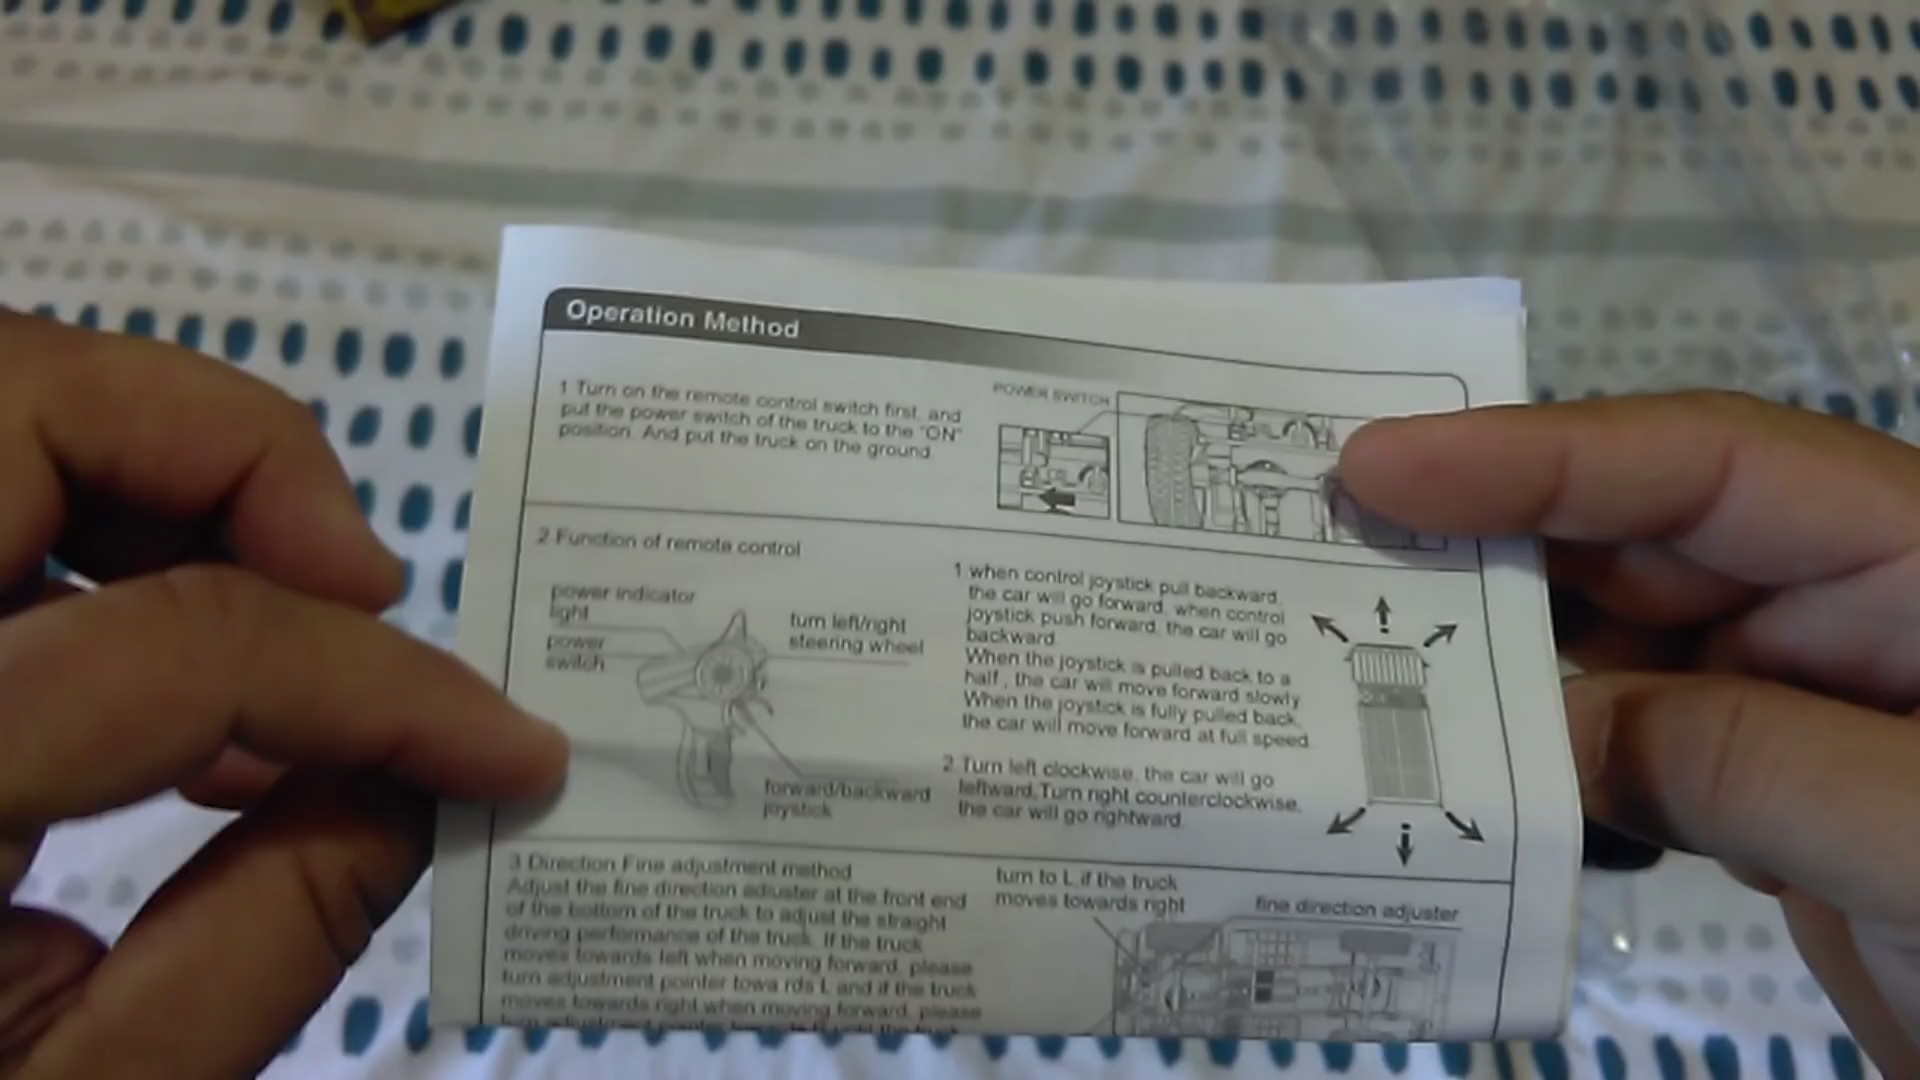 Operation Method
1 Turn on the remote control switch first, and
put the power switch of the truck to the "ON"
position. And put the truck on the ground
POWER SWITCH
2 Function of remote control
power indicator
light
power
switch
turn left/right
steering wheel
forward/backward
joystick
1 when control joystick pull backward,
the car will go forward, when control
joystick push forward, the car will go
backward
When the joystick is pulled back to a
half , the car will move forward slowly
When the joystick is fully pulled back,
the car will move forward at full speed
2 Turn left clockwise, the car will go
leftward,Turn right counterclockwise,
the car will go rightward
3 Direction Fine adjustment method
Adjust the fine direction adjuster at the front end
of the bottom of the truck to adjust the straight
driving performance of the truck. If the truck
moves towards left when moving forward, please
turn adjustment pointer towa rds L and if the truck
moves towards right when moving forward, please
turn to L,if the truck
moves towards right
fine direction adjuster